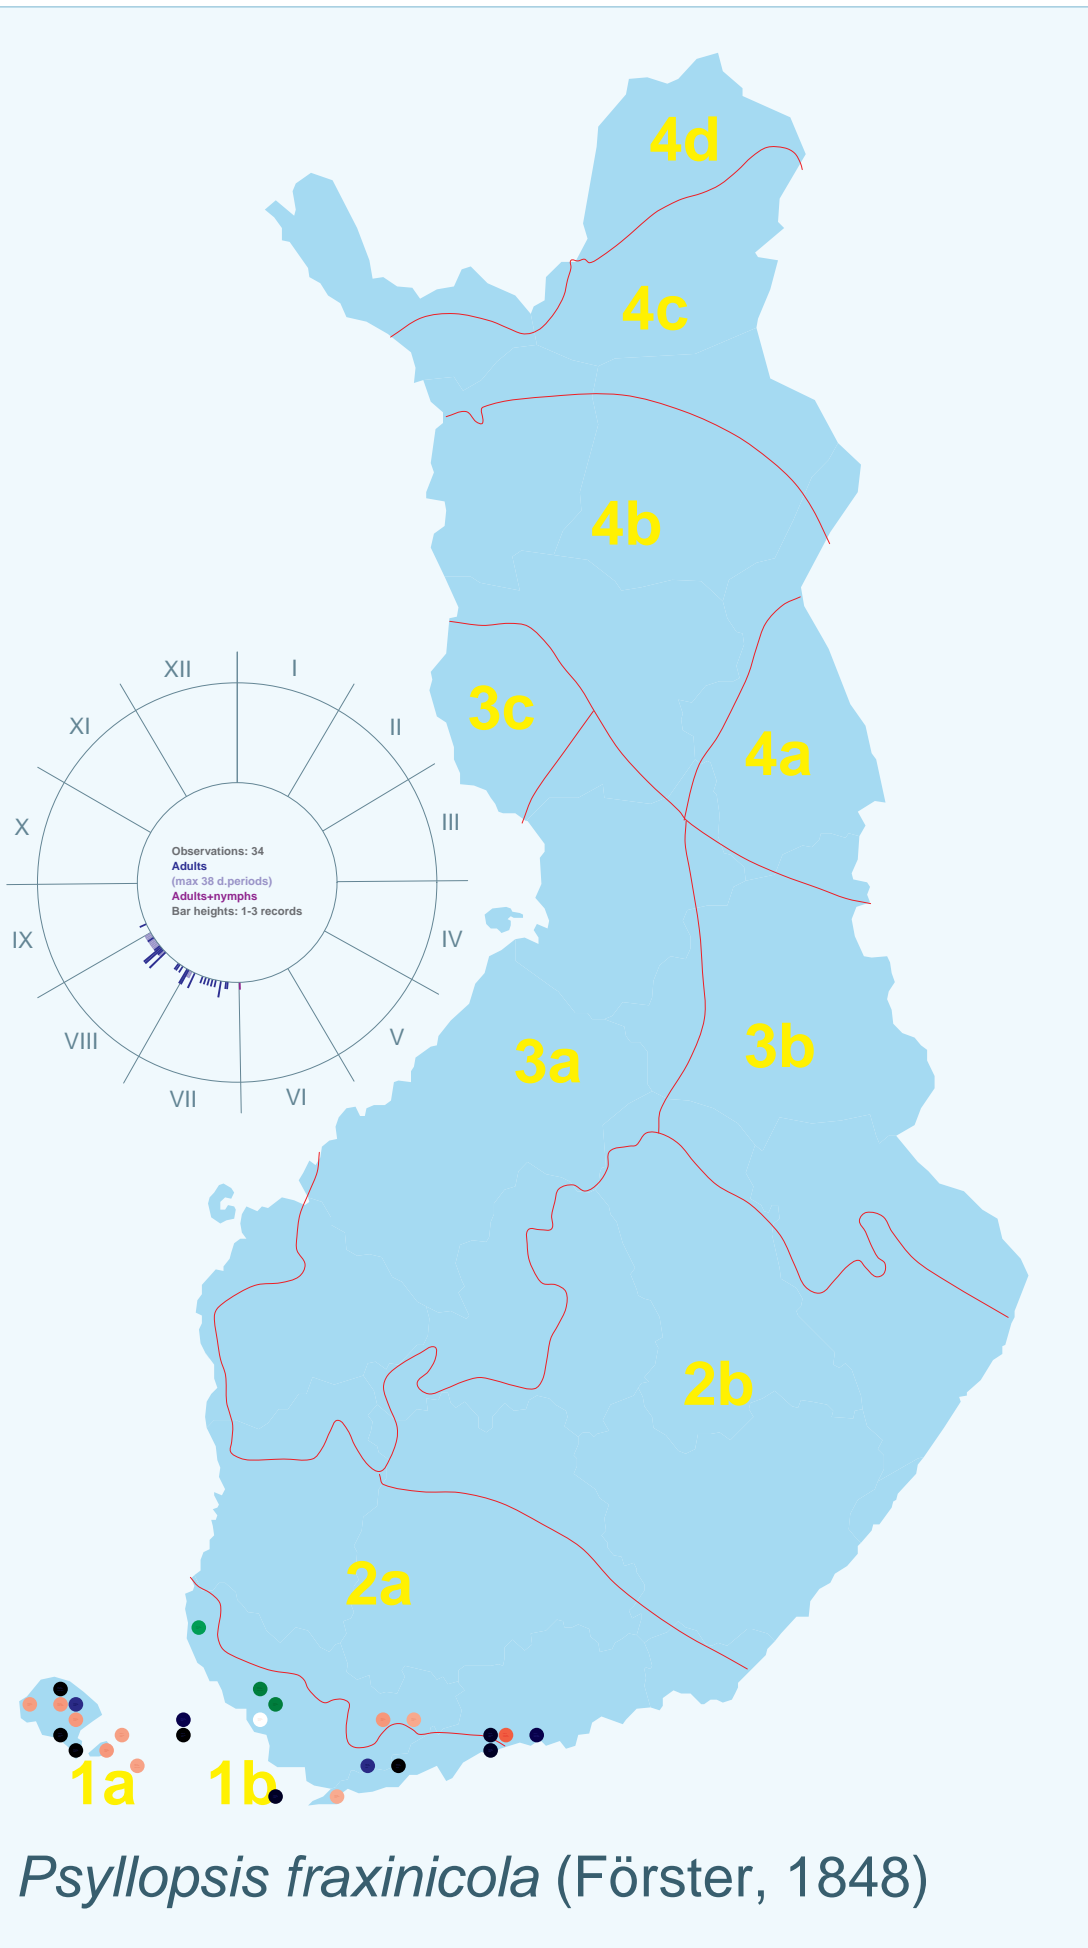 4d
4c
4b
3c
4a
XII
I
XI
II
X
III
Observations: 34
Adults
(max 38 d.periods)
Adults+nymphs
Bar heights: 1-3 records
IX
IV
VIII
V
VII
VI
3a
3b
2b
2a
1a
1b
Psyllopsis fraxinicola (Förster, 1848)